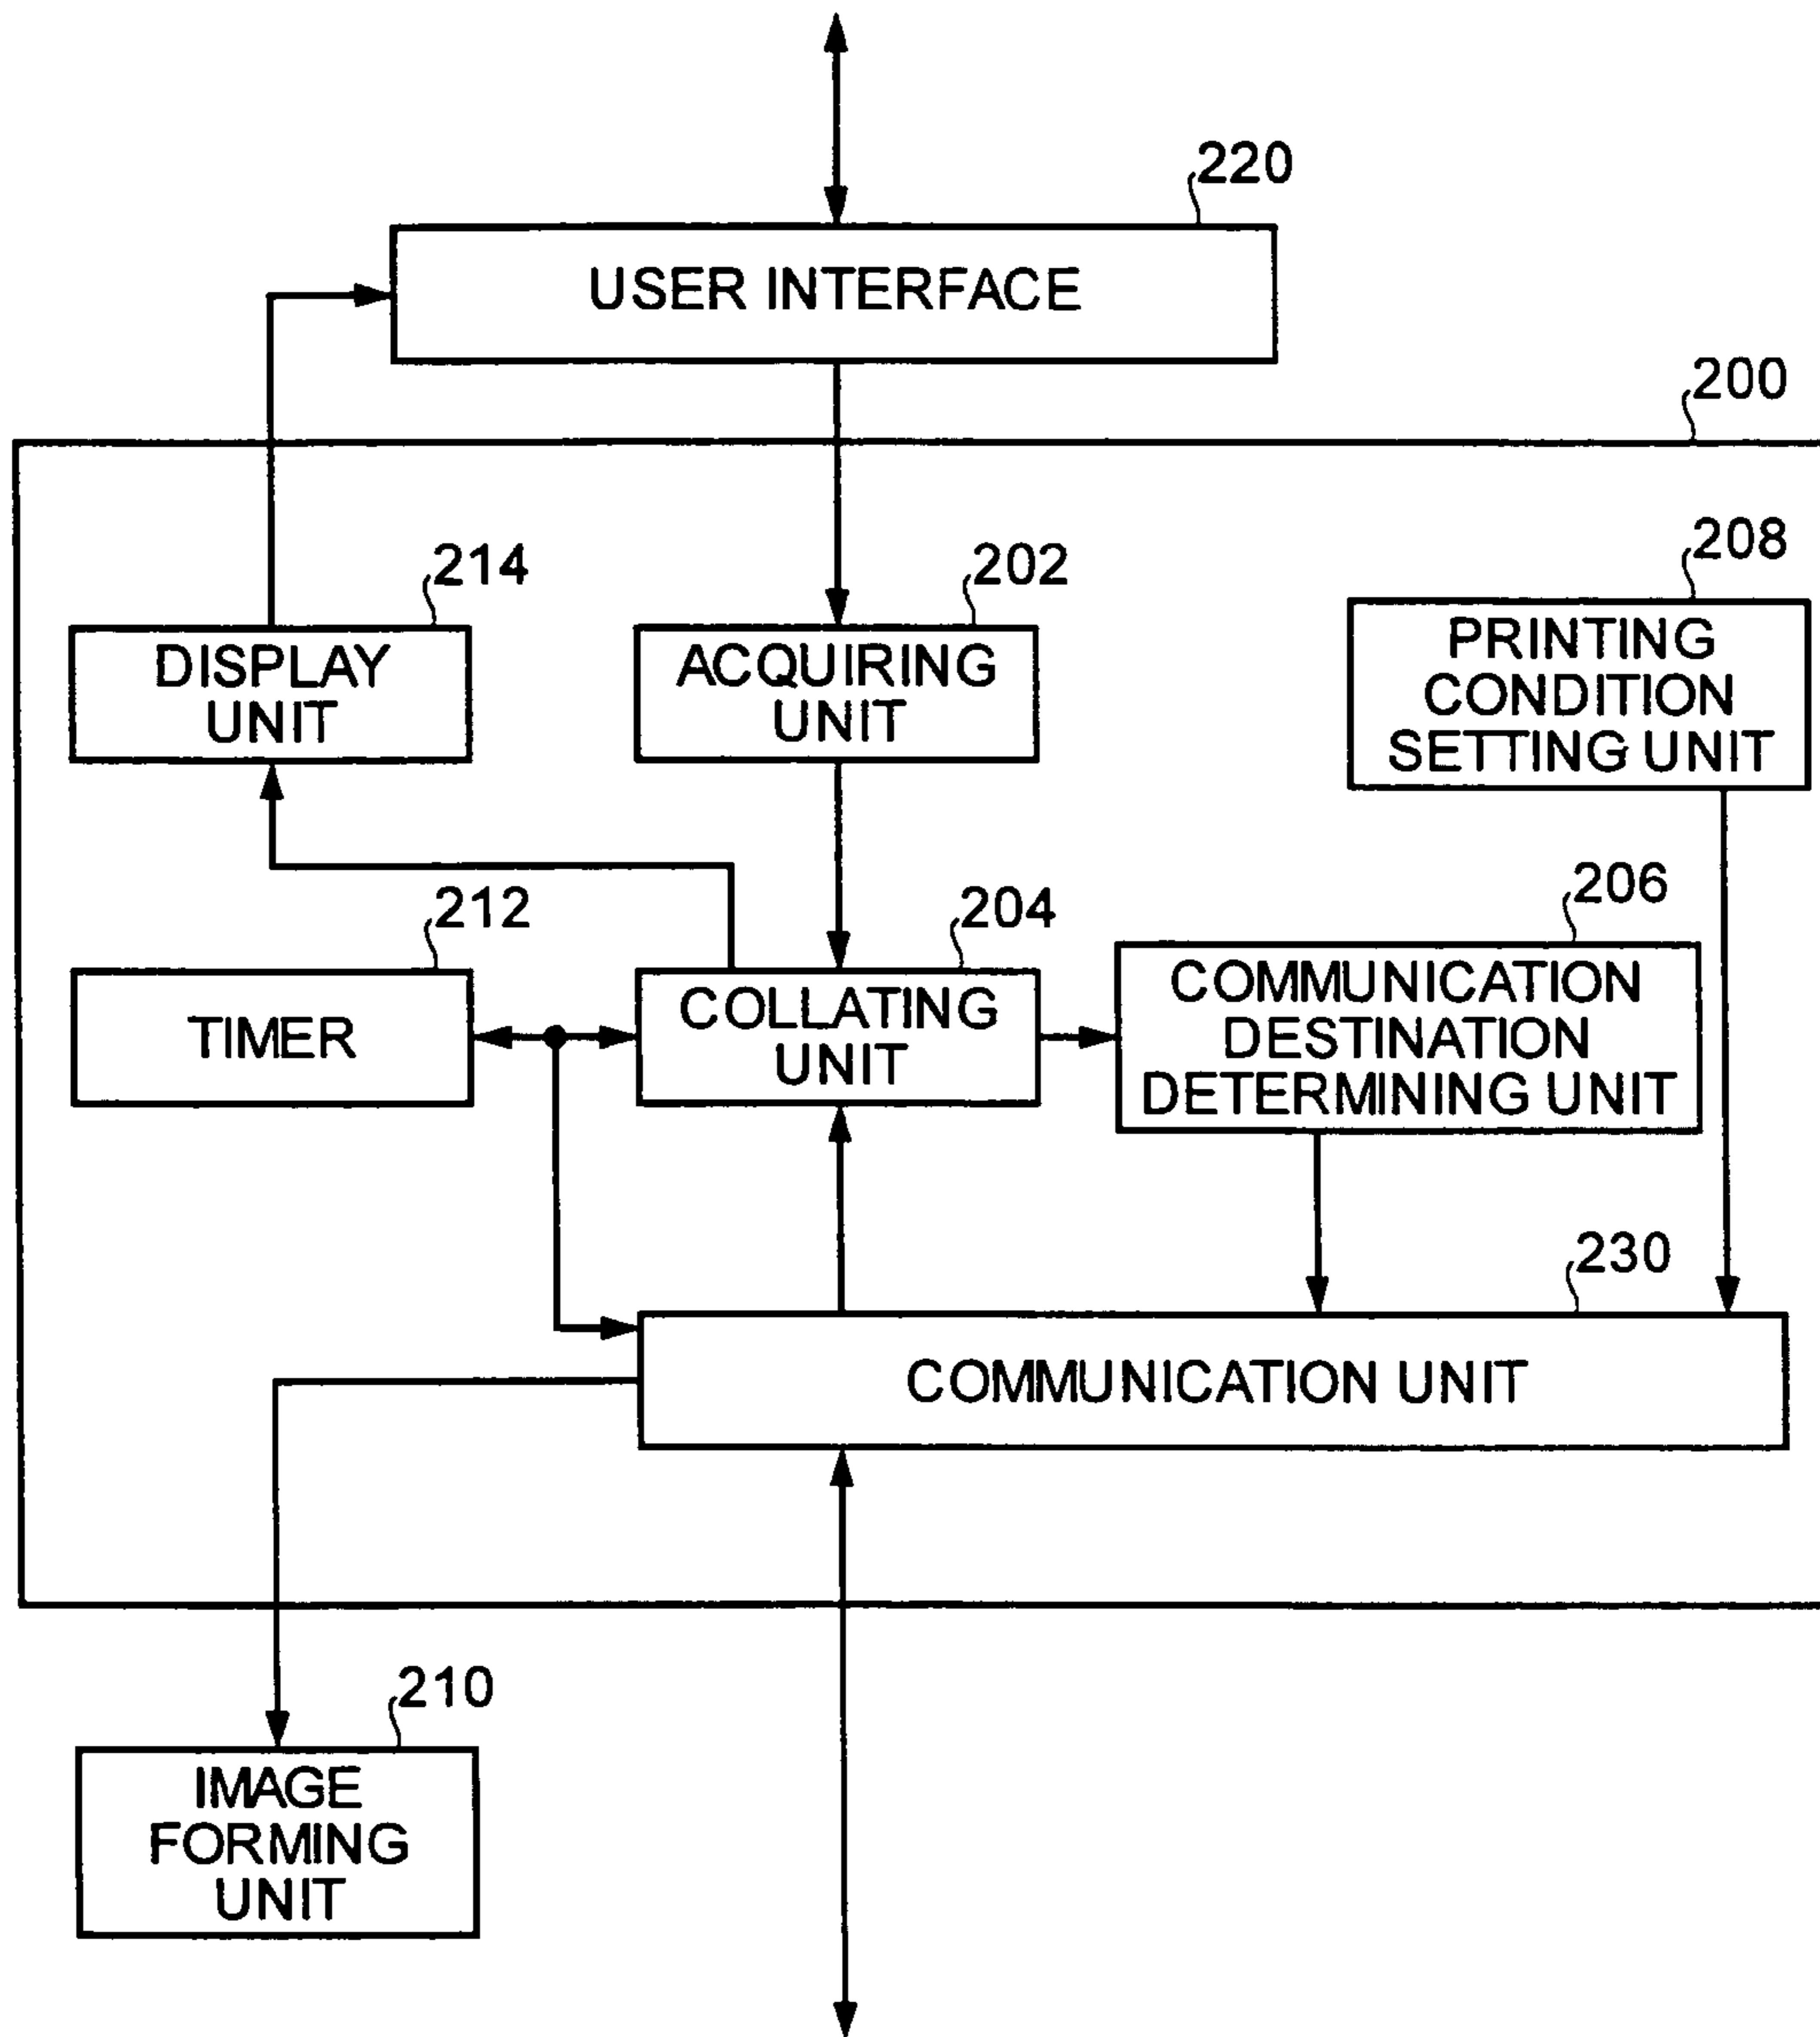 220
USER INTERFACE
200
214
DISPLAY
UNIT
202
ACQUIRING
UNIT
208
PRINTING
CONDITION
SETTING UNIT
212
TIMER
204
COLLATING
UNIT
206
COMMUNICATION
DESTINATION
DETERMINING UNIT
230
COMMUNICATION UNIT
210
IMAGE
FORMING
UNIT